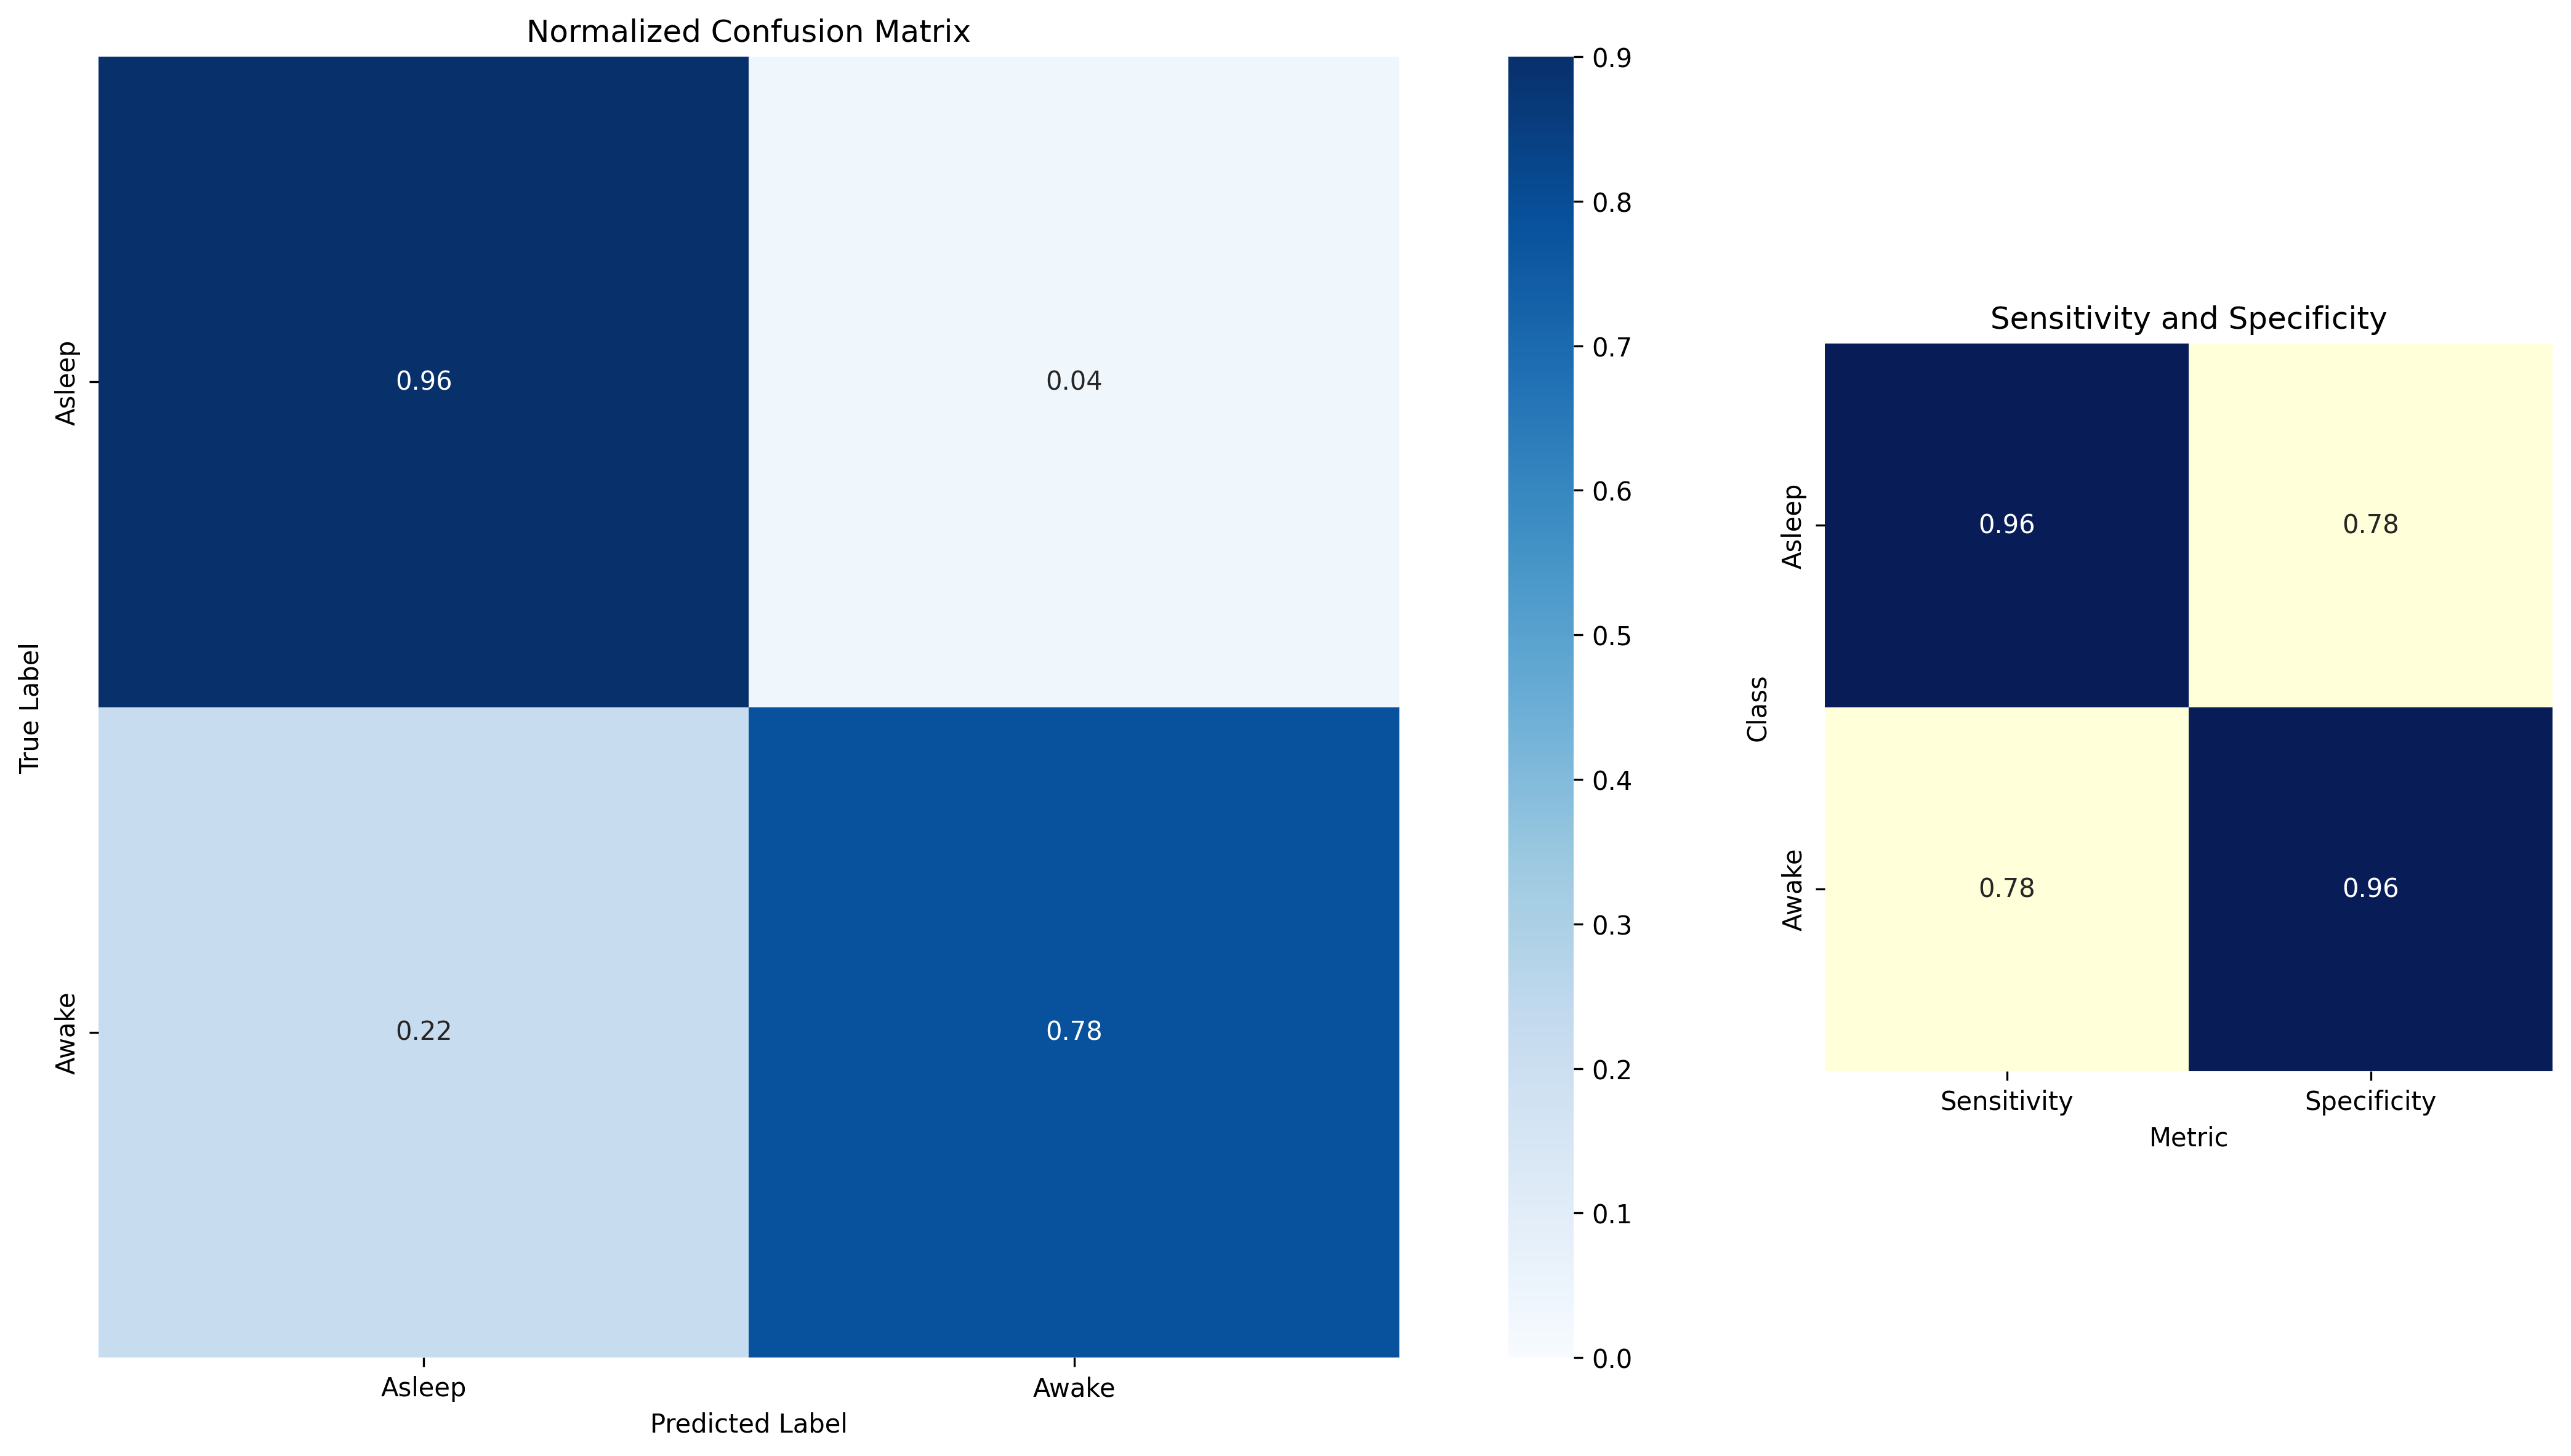 Normalized Confusion Matrix
True Label
Asleep
Awake
0.96
0.04
0.22
0.78
Asleep
Awake
Predicted Label
0.9
0.8
0.7
0.6
0.5
0.4
0.3
0.2
0.1
0.0
Sensitivity and Specificity
Class
Asleep
Awake
0.96
0.78
0.78
0.96
Sensitivity
Specificity
Metric